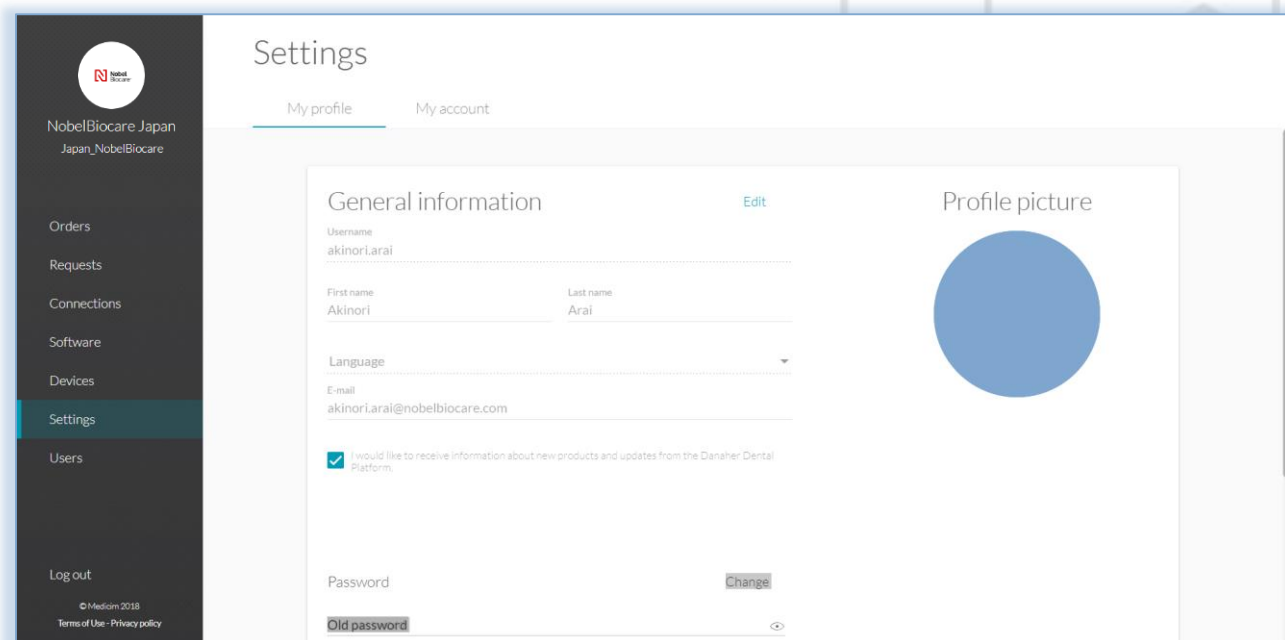 Nobel
Biocare
NobelBiocare Japan
Japan_NobelBiocare
Orders
Requests
Connections
Software
Devices
Settings
Users
Log out
© Medicim 2018
Terms of Use - Privacy policy
Settings
My profile
My account
General information
Edit
Username
akinori.arai
First name
Last name
Akinori
Arai
Language
E-mail
akinori.arai@nobelbiocare.com
I would like to receive information about new products and updates from the Danaher Dental
Platform.
Password
Change
Old password
Profile picture